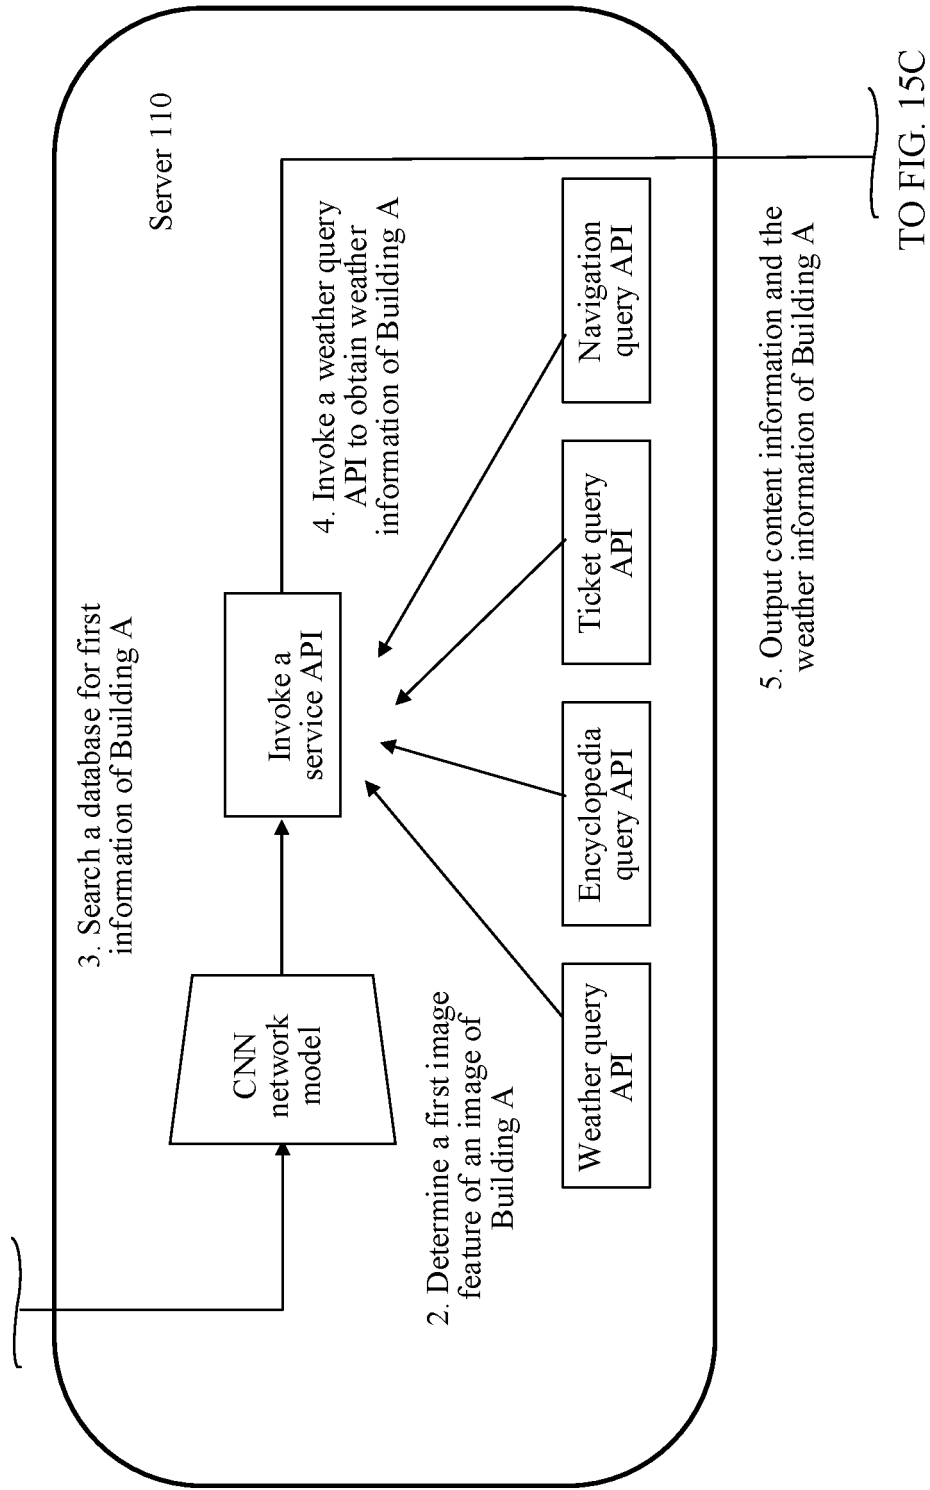 Server 110
3. Search a database for first
information of Building A
CNN
network
model
Invoke a
service API
4. Invoke a weather query
API to obtain weather
information of Building A
2. Determine a first image
feature of an image of
Building A
Weather query
API
Encyclopedia
query API
Ticket query
API
Navigation
query API
5. Output content information and the
weather information of Building A
TO FIG. 15C